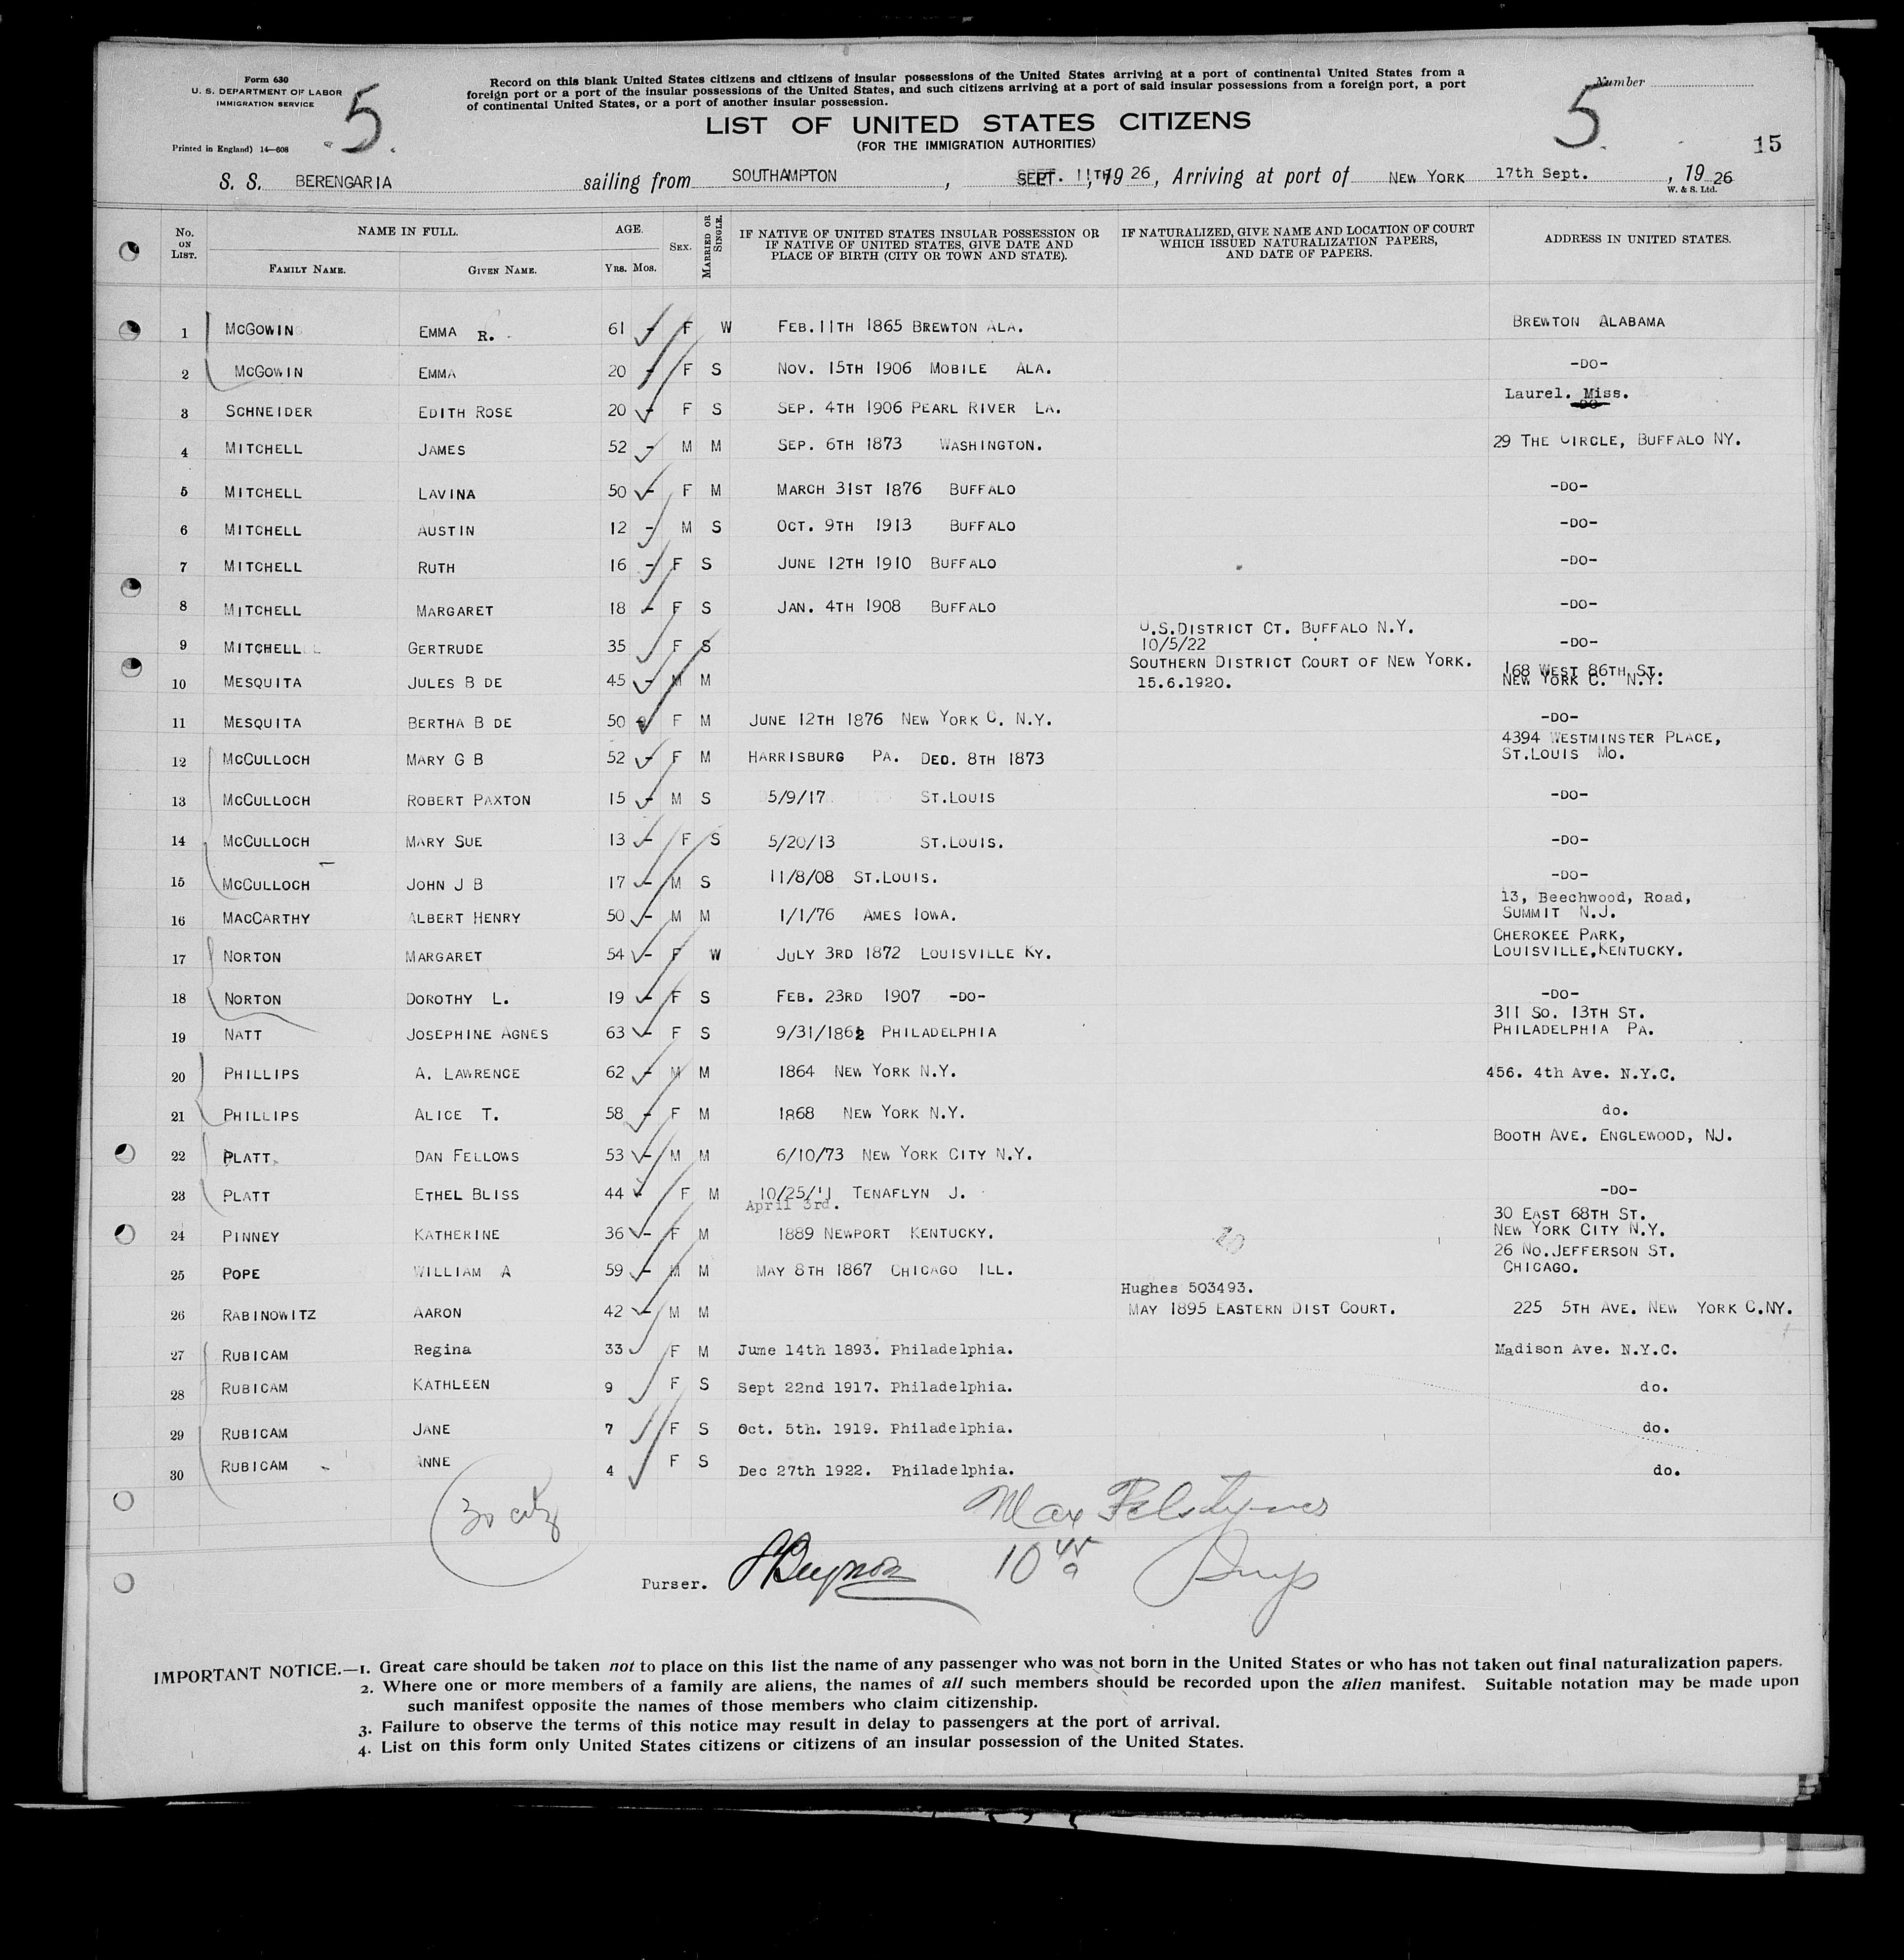 Form 630
U. S. DEPARTMENT OF LABOR
IMMIGRATION SERVICE
5.
Printed in England) 14—608
Record on this blank United States citizens and citizens of insular possessions of the United States arriving at a port of continental United States from a
foreign port or a port of the insular possessions of the United States, and such citizens arriving at a port of said insular possessions from a foreign port, a port
of continental United States, or a port of another insular possession.
Number
5.
15
LIST OF UNITED STATES CITIZENS
(FOR THE IMMIGRATION AUTHORITIES)
S. S. BERENGARIA sailing from SOUTHAMPTON, SEPT. 11TH, 1926, Arriving at port of NEW YORK 17th Sept., 1926
W. & S. Ltd.
No. ON LIST. NAME IN FULL. FAMILY NAME. GIVEN NAME. AGE. YRS. MOS. SEX. MARRIED OR SINGLE. IF NATIVE OF UNITED STATES INSULAR POSSESSION OR IF NATIVE OF UNITED STATES, GIVE DATE AND PLACE OF BIRTH (CITY OR TOWN AND STATE). IF NATURALIZED, GIVE NAME AND LOCATION OF COURT WHICH ISSUED NATURALIZATION PAPERS, AND DATE OF PAPERS. ADDRESS IN UNITED STATES.
1 McGOWIN EMMA R. 61 - F W FEB. 11TH 1865 BREWTON ALA. BREWTON ALABAMA
2 McGOWIN EMMA 20 - F S NOV. 15TH 1906 MOBILE ALA. -DO-
3 SCHNEIDER EDITH ROSE 20 - F S SEP. 4TH 1906 PEARL RIVER LA. Laurel. Miss.
4 MITCHELL JAMES 52 - M M SEP. 6TH 1873 WASHINGTON. 29 THE CIRCLE, BUFFALO NY.
5 MITCHELL LAVINA 50 - F M MARCH 31ST 1876 BUFFALO -DO-
6 MITCHELL AUSTIN 12 - M S OCT. 9TH 1913 BUFFALO -DO-
7 MITCHELL RUTH 16 - F S JUNE 12TH 1910 BUFFALO -DO-
8 MITCHELL MARGARET 18 - F S JAN. 4TH 1908 BUFFALO -DO-
9 MITCHELL GERTRUDE 35 F S U.S.DISTRICT CT. BUFFALO N.Y. 10/5/22 -DO-
10 MESQUITA JULES B DE 45 - M M SOUTHERN DISTRICT COURT OF NEW YORK. 15.6.1920. 168 WEST 86TH ST. NEW YORK C. N.Y.
11 MESQUITA BERTHA B DE 50 F M JUNE 12TH 1876 NEW YORK C. N.Y. -DO-
12 McCULLOCH MARY G B 52 - F M HARRISBURG PA. DEC. 8TH 1873 4394 WESTMINSTER PLACE, ST.LOUIS MO.
13 McCULLOCH ROBERT PAXTON 15 - M S 5/9/17 ST.LOUIS -DO-
14 McCULLOCH MARY SUE 13 - F S 5/20/13 ST.LOUIS. -DO-
15 McCULLOCH JOHN J B 17 - M S 11/8/08 ST.LOUIS. -DO-
16 MACCARTHY ALBERT HENRY 50 - M M 1/1/76 AMES IOWA. 13, Beechwood, Road, SUMMIT N.J.
17 NORTON MARGARET 54 - F W JULY 3RD 1872 LOUISVILLE KY. CHEROKEE PARK, LOUISVILLE,KENTUCKY.
18 NORTON DOROTHY L. 19 - F S FEB. 23RD 1907 -DO- -DO-
19 NATT JOSEPHINE AGNES 63 - F S 9/31/1862 PHILADELPHIA 311 SO. 13TH ST. PHILADELPHIA PA.
20 PHILLIPS A. LAWRENCE 62 - M M 1864 NEW YORK N.Y. 456. 4th Ave. N.Y.C.
21 PHILLIPS ALICE T. 58 - F M 1868 NEW YORK N.Y. do.
22 PLATT DAN FELLOWS 53 - M M 6/10/73 NEW YORK CITY N.Y. BOOTH AVE. ENGLEWOOD, NJ.
23 PLATT ETHEL BLISS 44 F M 10/25/ TENAFLYN J. -DO-
24 PINNEY KATHERINE 36 - F M April 3rd. 1889 NEWPORT KENTUCKY. 30 EAST 68TH ST. NEW YORK CITY N.Y.
25 POPE WILLIAM A 59 - M M MAY 8TH 1867 CHICAGO ILL. 26 NO.JEFFERSON ST. CHICAGO.
26 RABINOWITZ AARON 42 - M M Hughes 503493. MAY 1895 EASTERN DIST COURT. 225 5TH AVE. NEW YORK C.NY.
27 RUBICAM Regina 33 F M June 14th 1893. Philadelphia. Madison Ave. N.Y.C.
28 RUBICAM KATHLEEN 9 F S Sept 22nd 1917. Philadelphia. do.
29 RUBICAM JANE 7 F S Oct. 5th. 1919. Philadelphia. do.
30 RUBICAM ANNE 4 F S Dec 27th 1922. Philadelphia. do.
Purser.
IMPORTANT NOTICE.—1. Great care should be taken not to place on this list the name of any passenger who was not born in the United States or who has not taken out final naturalization papers.
2. Where one or more members of a family are aliens, the names of all such members should be recorded upon the alien manifest. Suitable notation may be made upon
such manifest opposite the names of those members who claim citizenship.
3. Failure to observe the terms of this notice may result in delay to passengers at the port of arrival.
4. List on this form only United States citizens or citizens of an insular possession of the United States.